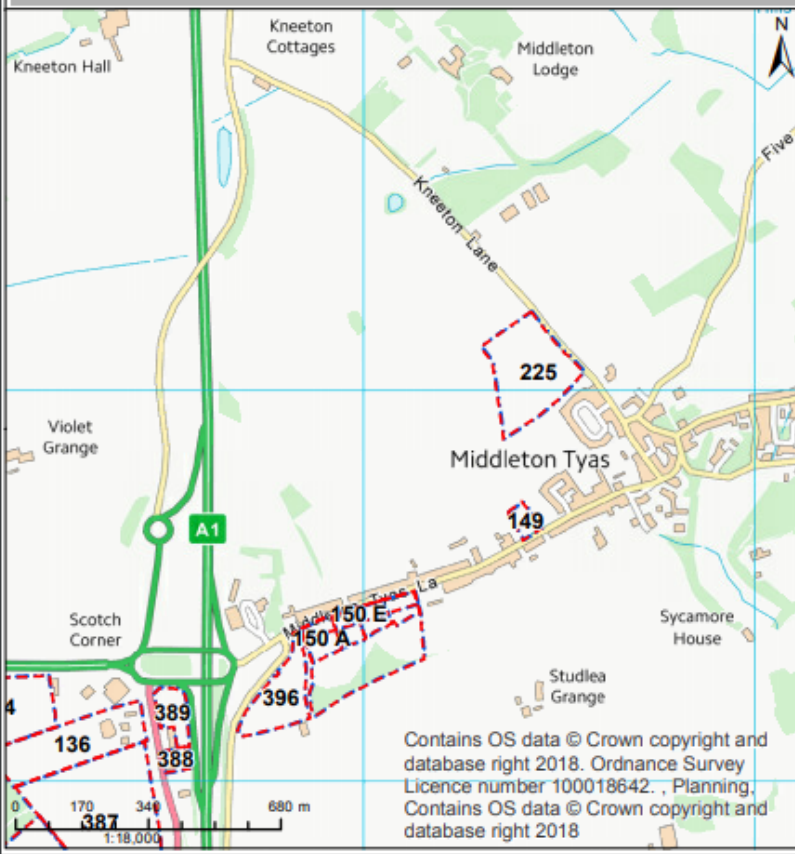 Kneeton
Cottages
N
Kneeton Hall
Middleton
Lodge
Five
Kneeton Lane
225
Violet
Grange
Middleton Tyas
149
A1
Scotch
Corner
150 E
150 A
Sycamore
House
Studlea
Grange
396
4
389
136
388
Contains OS data © Crown copyright and
database right 2018. Ordnance Survey
Licence number 100018642. , Planning,
Contains OS data © Crown copyright and
database right 2018
0 170 340 680 m
387
1:18,000